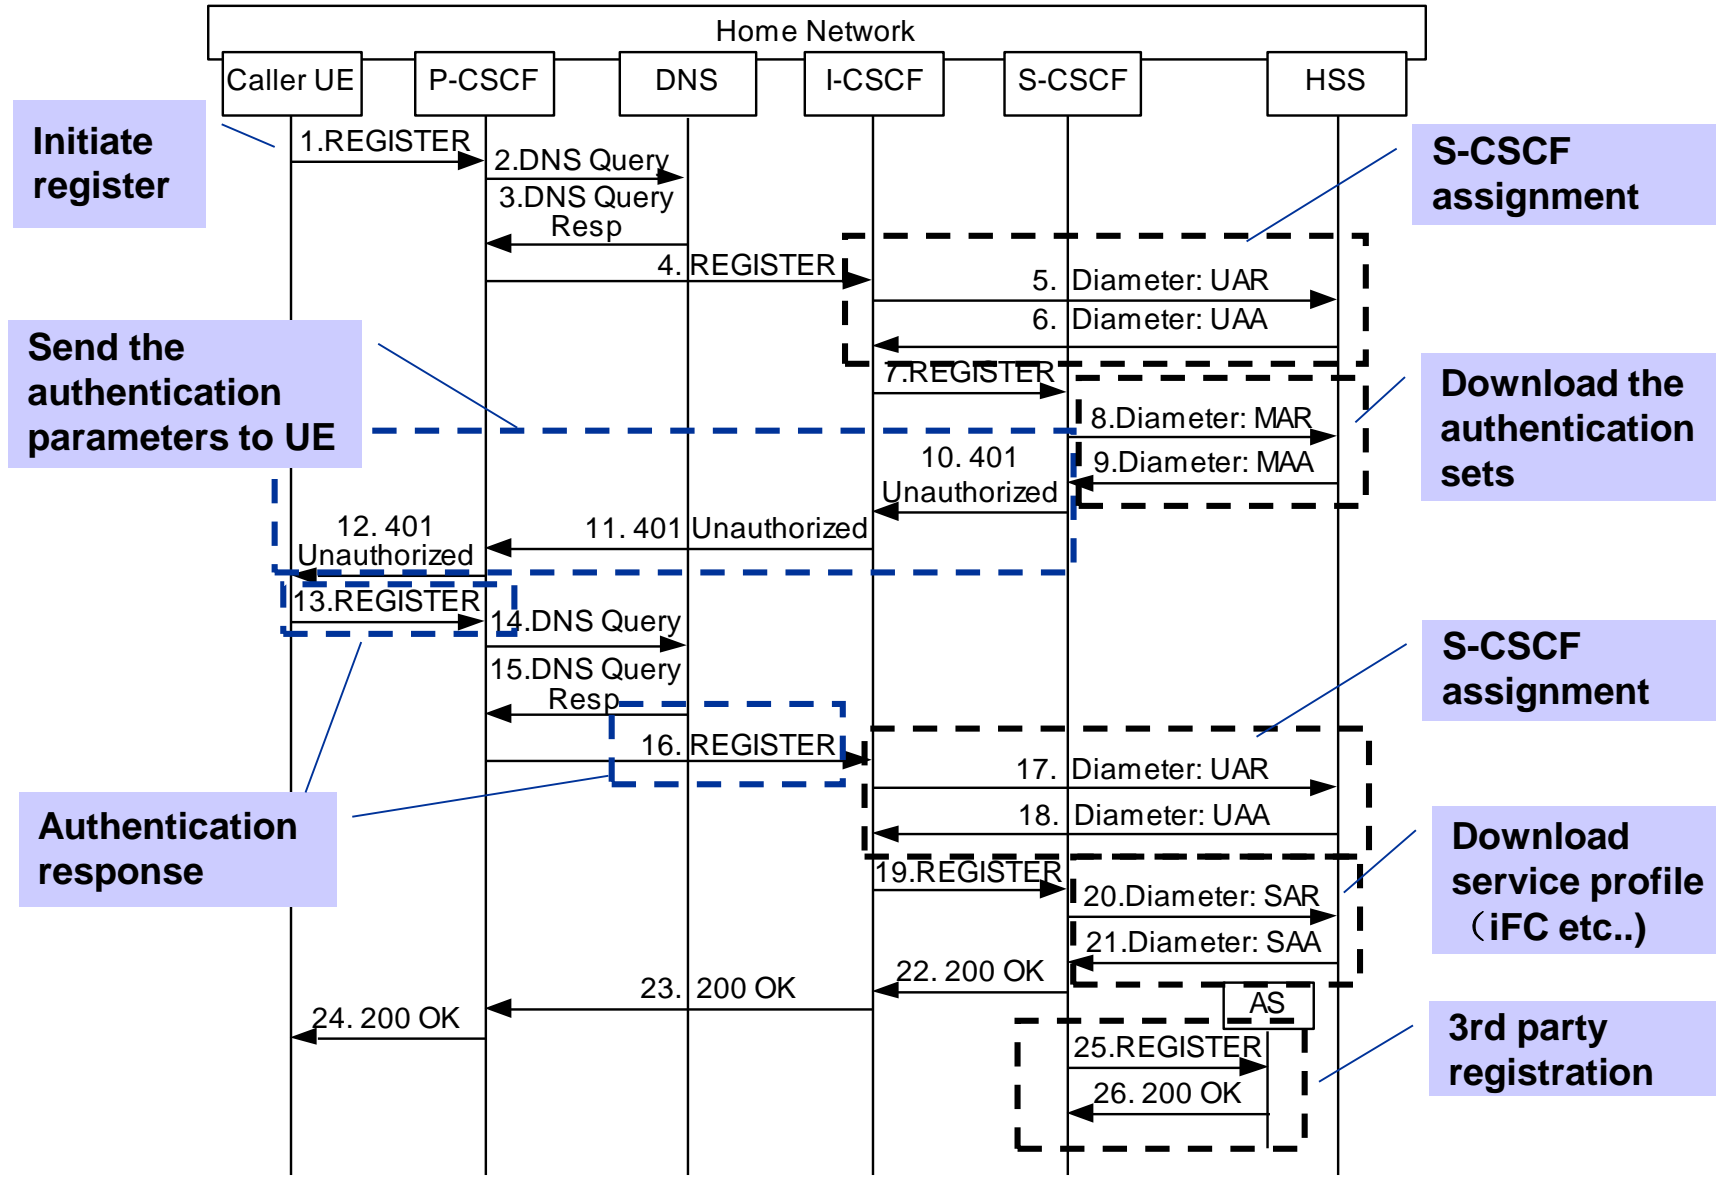 Home Network
Caller UE
P-CSCF
DNS
I-CSCF
S-CSCF
HSS
Initiate
register
1.REGISTER
2.DNS Query
3.DNS Query
Resp
S-CSCF
assignment
4. REGISTER
5. Diameter: UAR
6. Diameter: UAA
Send the
authentication
parameters to UE
7.REGISTER
Download the
authentication
sets
8.Diameter: MAR
9.Diameter: MAA
10. 401
Unauthorized
11. 401 Unauthorized
12. 401
Unauthorized
13.REGISTER
14.DNS Query
15.DNS Query
Resp
S-CSCF
assignment
16. REGISTER
17. Diameter: UAR
18. Diameter: UAA
Authentication
response
19.REGISTER
Download
service profile
（iFC etc..)
20.Diameter: SAR
21.Diameter: SAA
22. 200 OK
23. 200 OK
24. 200 OK
AS
25.REGISTER
26. 200 OK
3rd party
registration